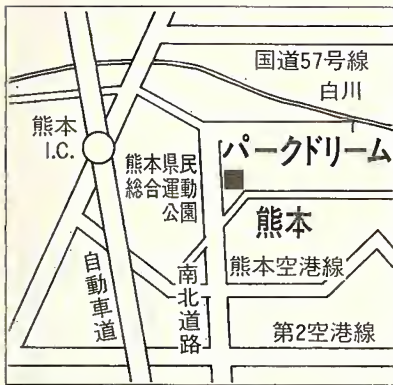 国道57号線
白川
熊本
I.C.
熊本県民
総合運動
公園
パークドリーム
熊本
熊本空港線
自動車道
南北道路
第2空港線